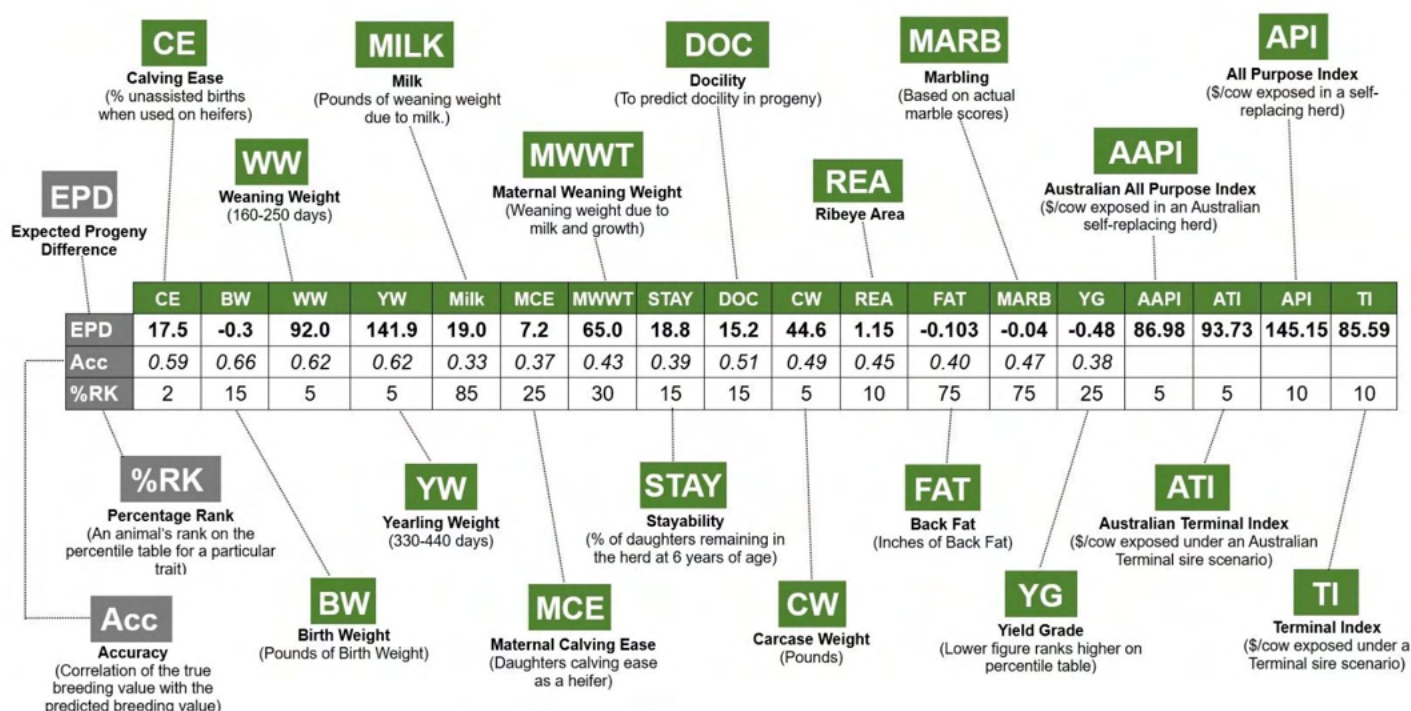 CE
Calving Ease
(% unassisted births
when used on heifers)
MILK
Milk
(Pounds of weaning weight
due to milk.)
DOC
Docility
(To predict docility in progeny)
MARB
Marbling
(Based on actual
marble scores)
API
All Purpose Index
($/cow exposed in a self-
replacing herd)
EPD
Expected Progeny
Difference
WW
Weaning Weight
(160-250 days)
MWWT
Maternal Weaning Weight
(Weaning weight due to
milk and growth)
REA
Ribeye Area
AAPI
Australian All Purpose Index
($/cow exposed in an Australian
self-replacing herd)
CE BW WW YW Milk MCE MWWT STAY DOC CW REA FAT MARB YG AAPI ATI API TI
EPD 17.5 -0.3 92.0 141.9 19.0 7.2 65.0 18.8 15.2 44.6 1.15 -0.103 -0.04 -0.48 86.98 93.73 145.15 85.59
Acc 0.59 0.66 0.62 0.62 0.33 0.37 0.43 0.39 0.51 0.49 0.45 0.40 0.47 0.38
%RK 2 15 5 5 85 25 30 15 15 5 10 75 75 25 5 5 10 10
%RK
Percentage Rank
(An animal's rank on the
percentile table for a particular
trait)
YW
Yearling Weight
(330-440 days)
STAY
Stayability
(% of daughters remaining in
the herd at 6 years of age)
FAT
Back Fat
(Inches of Back Fat)
ATI
Australian Terminal Index
($/cow exposed under an Australian
Terminal sire scenario)
Acc
Accuracy
(Correlation of the true
breeding value with the
predicted breeding value)
BW
Birth Weight
(Pounds of Birth Weight)
MCE
Maternal Calving Ease
(Daughters calving ease
as a heifer)
CW
Carcase Weight
(Pounds)
YG
Yield Grade
(Lower figure ranks higher on
percentile table)
TI
Terminal Index
($/cow exposed under a
Terminal sire scenario)